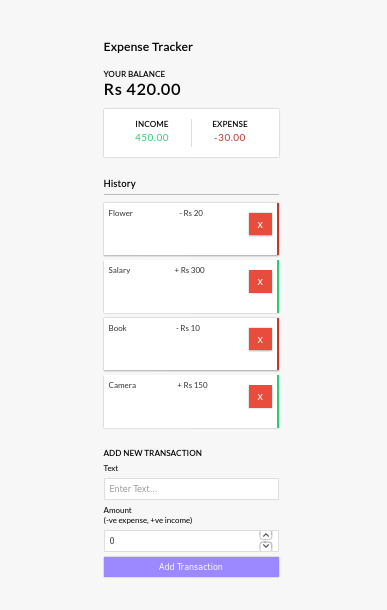 Expense Tracker
YOUR BALANCE
Rs 420.00
INCOME EXPENSE
450.00 -30.00
History
Flower - Rs 20 X
Salary + Rs 300 X
Book - Rs 10 X
Camera + Rs 150 X
ADD NEW TRANSACTION
Text
Enter Text...
Amount
(-ve expense, +ve income)
0
Add Transaction